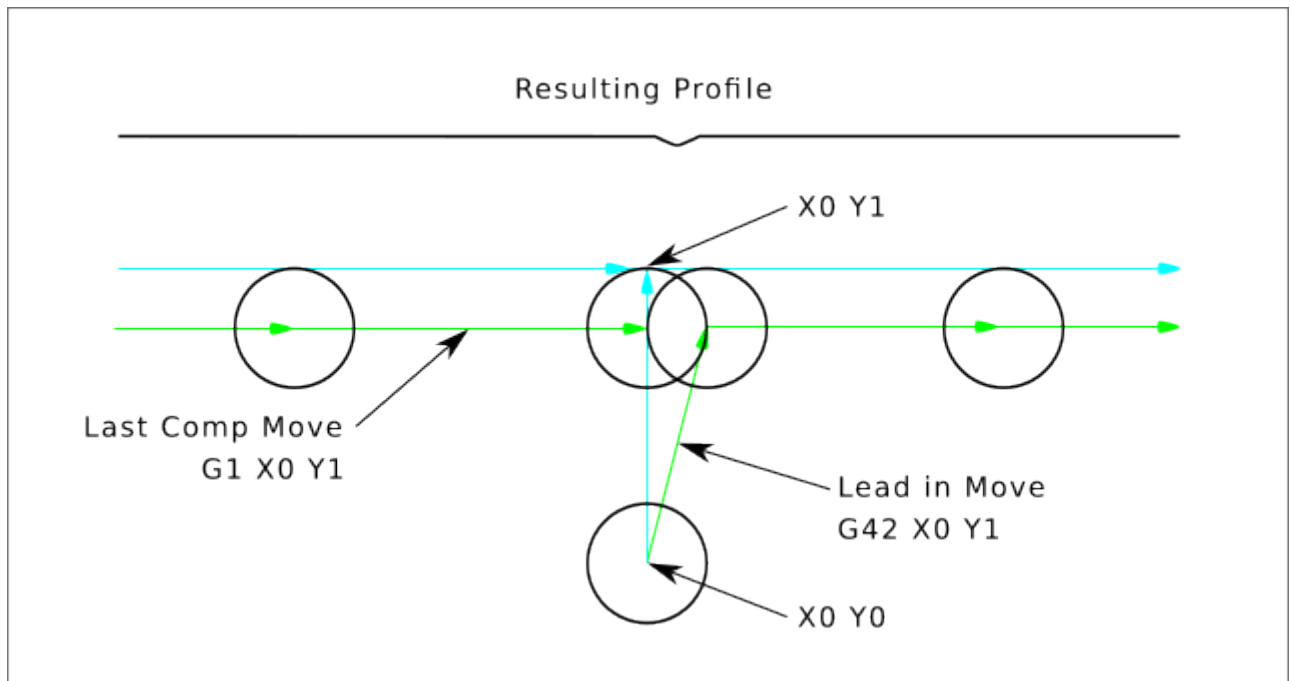 Resulting Profile
X0 Y1
Last Comp Move
G1 X0 Y1
Lead in Move
G42 X0 Y1
X0 Y0